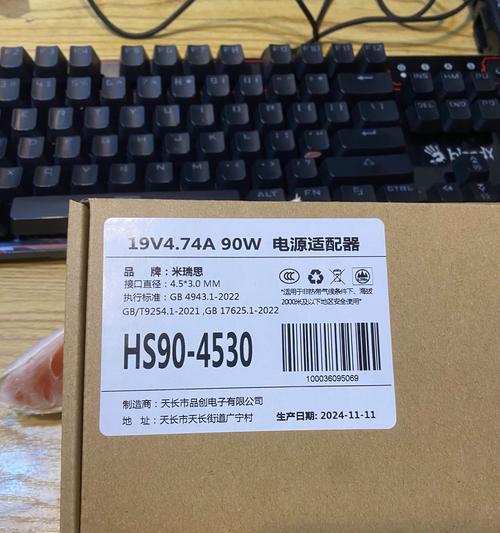 19V4.74A 90W 电源适配器
品 牌：米瑞思
接口直径：4.5*3.0 MM
执行标准：GB 4943.1-2022
GB/T9254.1-2021 ,GB 17625.1-2022
*适用于非热带气候条件下、海拔
2000米及以下地区安全使用*
HS90-4530
100036095069
制造商：天长市品创电子有限公司
地 址：天长市天长街道广宁村
生产日期: 2024-11-11
ALT
CTRL